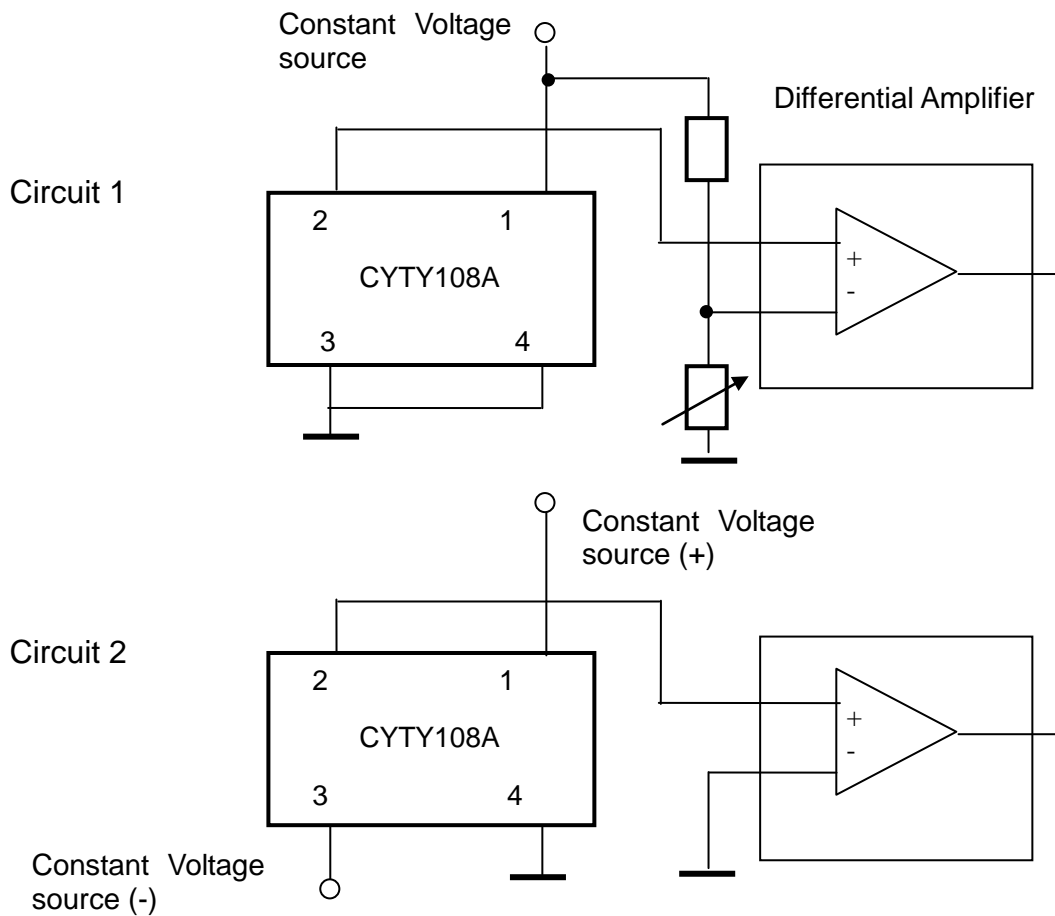 Constant Voltage
source
Differential Amplifier
Circuit 1
2 1
CYTY108A
3 4
+
-
Constant Voltage
source (+)
Circuit 2
2 1
CYTY108A
3 4
+
-
Constant Voltage
source (-)